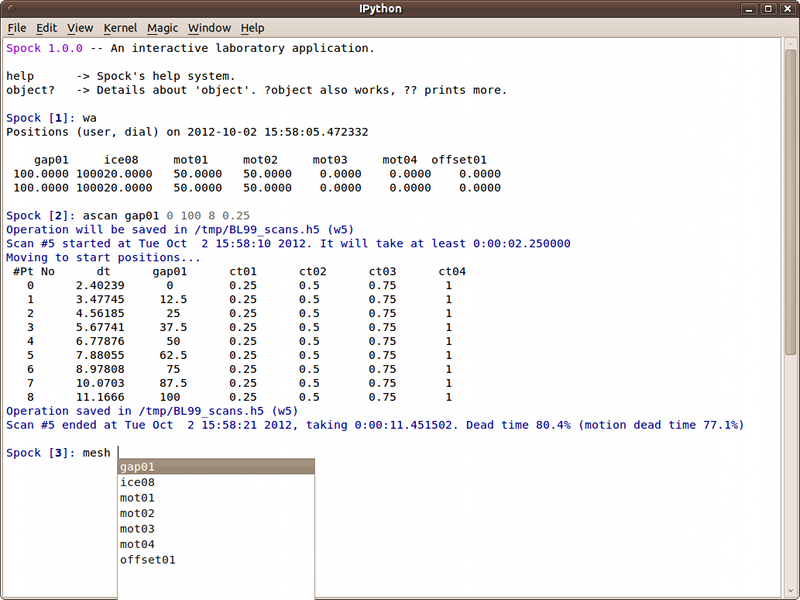 IPython
File Edit View Kernel Magic Window Help
Spock 1.0.0 -- An interactive laboratory application.
help -> Spock's help system.
object? -> Details about 'object'. ?object also works, ?? prints more.
Spock [1]: wa
Positions (user, dial) on 2012-10-02 15:58:05.472332
gap01 ice08 mot01 mot02 mot03 mot04 offset01
100.0000 100020.0000 50.0000 50.0000 0.0000 0.0000 0.0000
100.0000 100020.0000 50.0000 50.0000 0.0000 0.0000 0.0000
Spock [2]: ascan gap01 0 100 8 0.25
Operation will be saved in /tmp/BL99_scans.h5 (w5)
Scan #5 started at Tue Oct 2 15:58:10 2012. It will take at least 0:00:02.250000
Moving to start positions...
#Pt No dt gap01 ct01 ct02 ct03 ct04
0 2.40239 0 0.25 0.5 0.75 1
1 3.47745 12.5 0.25 0.5 0.75 1
2 4.56185 25 0.25 0.5 0.75 1
3 5.67741 37.5 0.25 0.5 0.75 1
4 6.77876 50 0.25 0.5 0.75 1
5 7.88055 62.5 0.25 0.5 0.75 1
6 8.97808 75 0.25 0.5 0.75 1
7 10.0703 87.5 0.25 0.5 0.75 1
8 11.1666 100 0.25 0.5 0.75 1
Operation saved in /tmp/BL99_scans.h5 (w5)
Scan #5 ended at Tue Oct 2 15:58:21 2012, taking 0:00:11.451502. Dead time 80.4% (motion dead time 77.1%)
Spock [3]: mesh
gap01
ice08
mot01
mot02
mot03
mot04
offset01